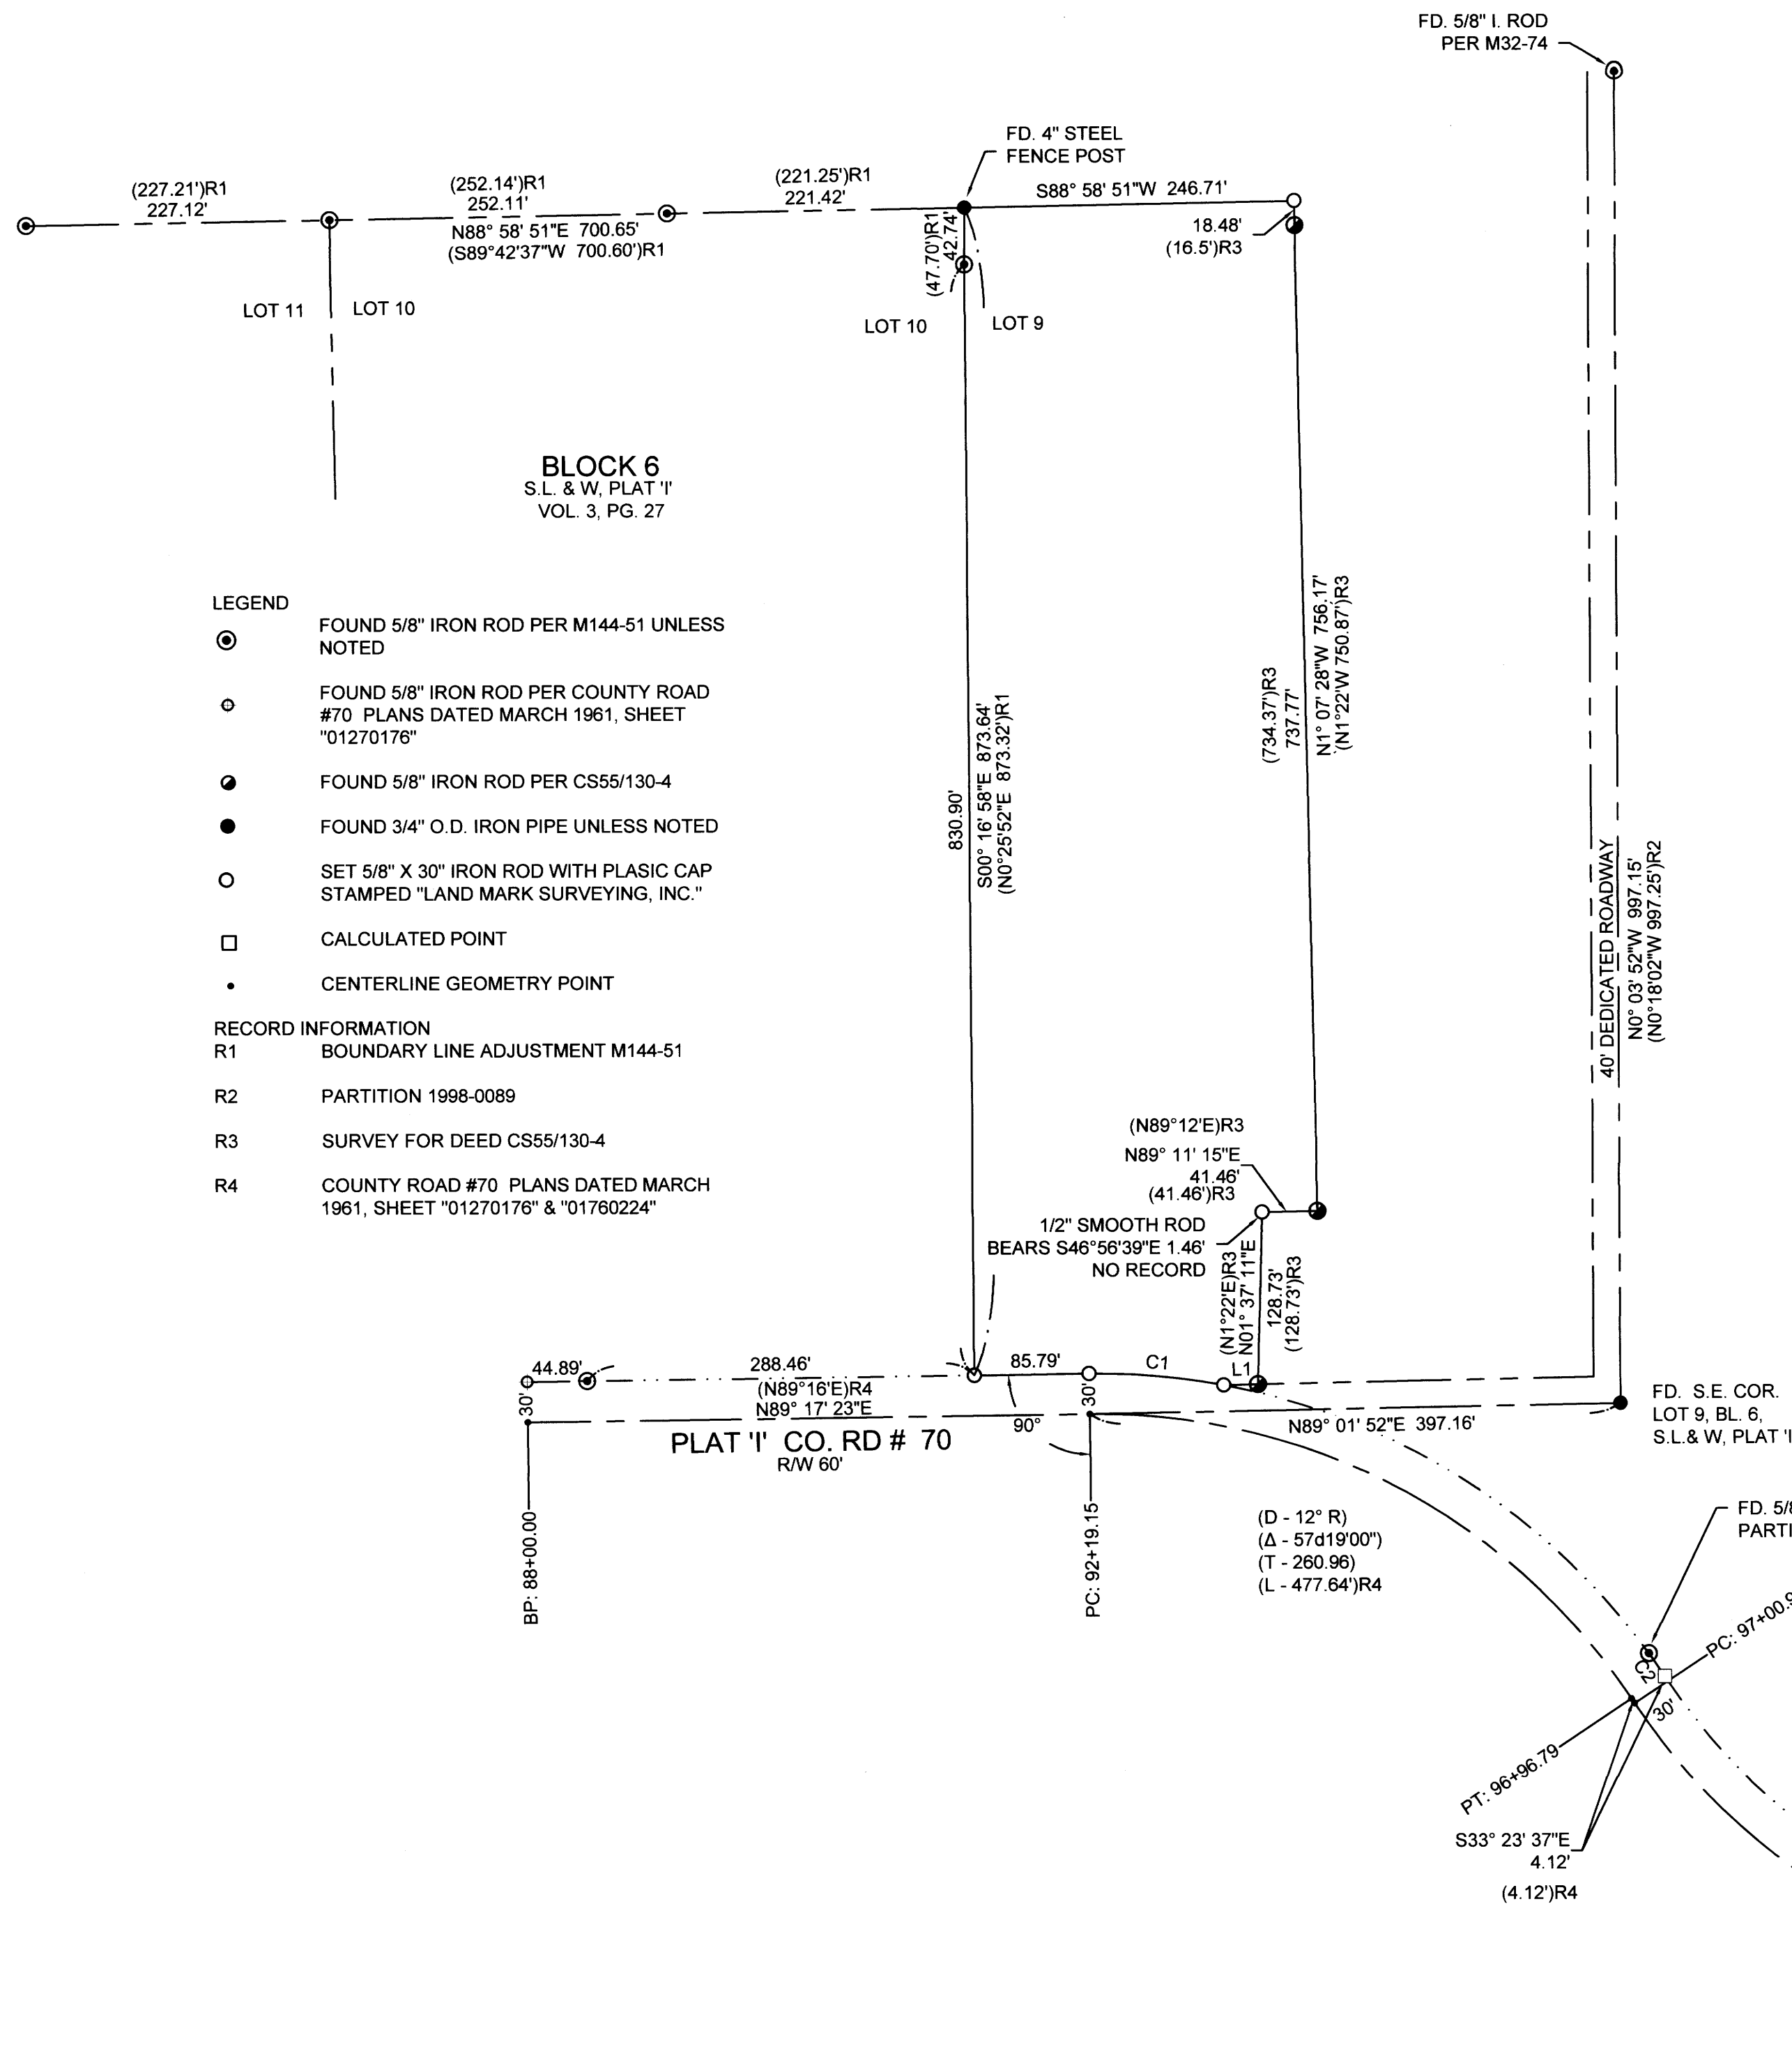 FD. 5/8" I. ROD
PER M32-74
FD. 4" STEEL
FENCE POST
(227.21')R1
227.12'
(252.14')R1
252.11'
(221.25')R1
221.42'
N88° 58' 51"E 700.65'
(S89°42'37"W 700.60')R1
S88° 58' 51"W 246.71'
18.48'
(16.5')R3
(47.70')R1
42.74'
LOT 11
LOT 10
LOT 10
LOT 9
BLOCK 6
S.L. & W, PLAT 'I'
VOL. 3, PG. 27
LEGEND
FOUND 5/8" IRON ROD PER M144-51 UNLESS
NOTED
FOUND 5/8" IRON ROD PER COUNTY ROAD
#70 PLANS DATED MARCH 1961, SHEET
"01270176"
FOUND 5/8" IRON ROD PER CS55/130-4
FOUND 3/4" O.D. IRON PIPE UNLESS NOTED
SET 5/8" X 30" IRON ROD WITH PLASIC CAP
STAMPED "LAND MARK SURVEYING, INC."
CALCULATED POINT
CENTERLINE GEOMETRY POINT
RECORD INFORMATION
R1 BOUNDARY LINE ADJUSTMENT M144-51
R2 PARTITION 1998-0089
R3 SURVEY FOR DEED CS55/130-4
R4 COUNTY ROAD #70 PLANS DATED MARCH
1961, SHEET "01270176" & "01760224"
830.90'
S00° 16' 58"E 873.64'
(N0°25'52"E 873.32')R1
(734.37')R3
737.77'
N1° 07' 28"W 756.17'
(N1°22'W 750.87')R3
40' DEDICATED ROADWAY
N0° 03' 52"W 997.15'
(N0°18'02"W 997.25')R2
(N89°12'E)R3
N89° 11' 15"E
41.46'
(41.46')R3
1/2" SMOOTH ROD
BEARS S46°56'39"E 1.46'
NO RECORD
(N1°22'E)R3
N01° 37' 11"E
128.73'
(128.73')R3
44.89'
288.46'
85.79'
C1
L1
(N89°16'E)R4
N89° 17' 23"E
30'
30'
90°
N89° 01' 52"E 397.16'
PLAT 'I' CO. RD # 70
R/W 60'
FD. S.E. COR.
LOT 9, BL. 6,
S.L.& W, PLAT 'I
BP: 88+00.00
PC: 92+19.15
(D - 12° R)
(Δ - 57d19'00")
(T - 260.96)
(L - 477.64')R4
FD. 5/8
PARTI
PC: 97+00.9
C2
30'
PT: 96+96.79
S33° 23' 37"E
4.12'
(4.12')R4